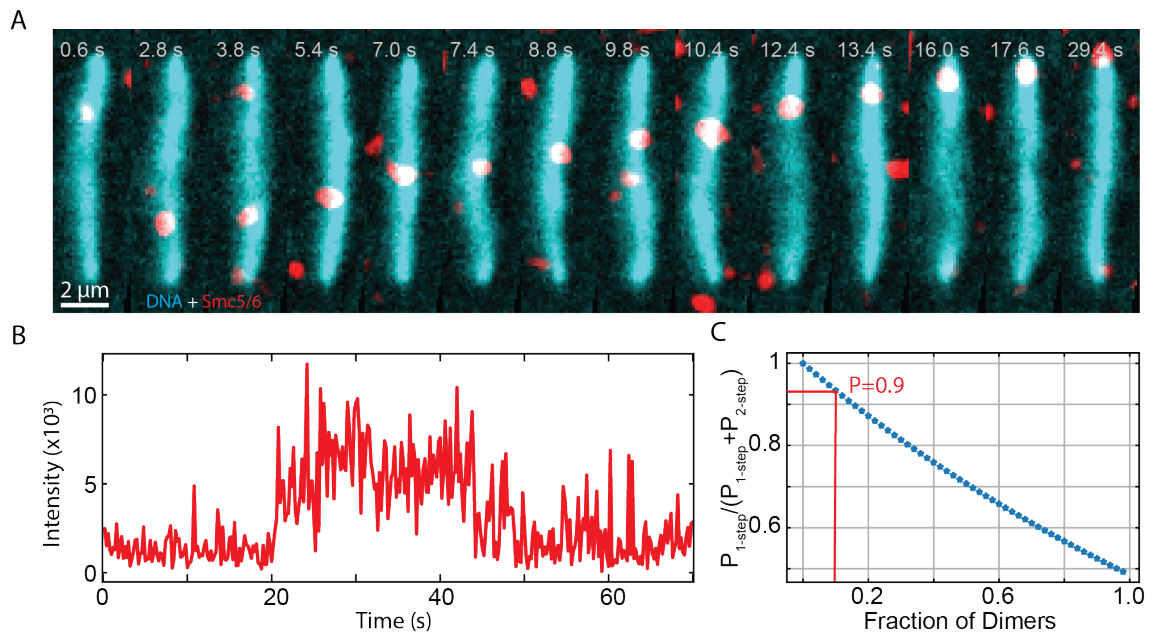 A
0.6 s 2.8 s 3.8 s 5.4 s 7.0 s 7.4 s 8.8 s 9.8 s 10.4 s 12.4 s 13.4 s 16.0 s 17.6 s 29.4 s
2 µm
DNA + Smc5/6
B
Intensity (x10³)
10
5
0
0 20 40 60
Time (s)
C
P1-step/(P1-step+P2-step)
1
0.8
0.6
P=0.9
0.2 0.6 1.0
Fraction of Dimers